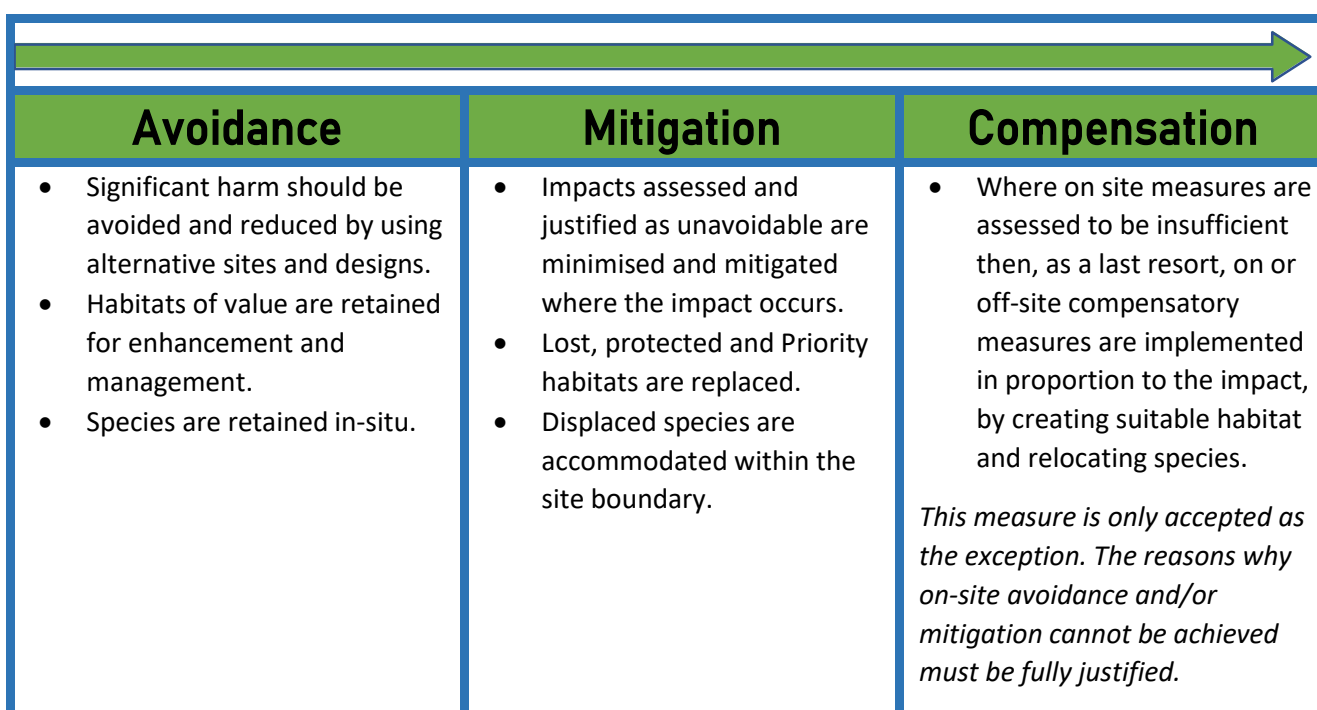 Avoidance
• Significant harm should be
avoided and reduced by using
alternative sites and designs.
• Habitats of value are retained
for enhancement and
management.
• Species are retained in-situ.
Mitigation
• Impacts assessed and
justified as unavoidable are
minimised and mitigated
where the impact occurs.
• Lost, protected and Priority
habitats are replaced.
• Displaced species are
accommodated within the
site boundary.
Compensation
• Where on site measures are
assessed to be insufficient
then, as a last resort, on or
off-site compensatory
measures are implemented
in proportion to the impact,
by creating suitable habitat
and relocating species.
This measure is only accepted as
the exception. The reasons why
on-site avoidance and/or
mitigation cannot be achieved
must be fully justified.